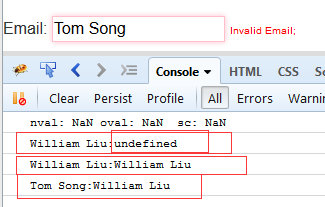 Email: Tom Song Invalid Email;
Console HTML CSS S
Clear Persist Profile All Errors Warnings
nval: NaN oval: NaN sc: NaN
William Liu:undefined
William Liu:William Liu
Tom Song:William Liu